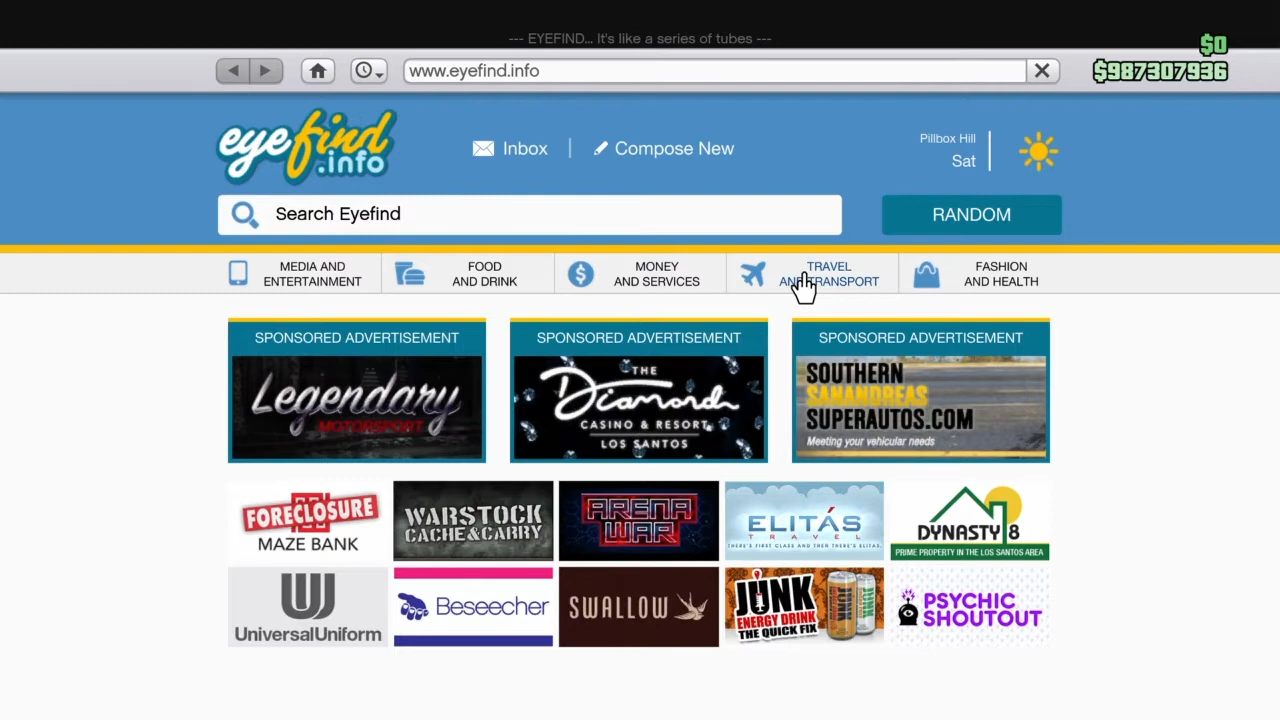 --- EYEFIND... It's like a series of tubes ---
$0
www.eyefind.info
$987307936
eyefind
.info
Inbox
Compose New
Pillbox Hill
Sat
Search Eyefind
RANDOM
MEDIA AND
ENTERTAINMENT
FOOD
AND DRINK
MONEY
AND SERVICES
TRAVEL
AND TRANSPORT
FASHION
AND HEALTH
SPONSORED ADVERTISEMENT
Legendary
MOTORSPORT
SPONSORED ADVERTISEMENT
THE
Diamond
CASINO & RESORT
LOS SANTOS
SPONSORED ADVERTISEMENT
SOUTHERN
SANANDREAS
SUPERAUTOS.COM
Meeting your vehicular needs
FORECLOSURE
MAZE BANK
WARSTOCK
CACHE&CARRY
ARENA
WAR
ELITÁS
TRAVEL
THERE'S FIRST CLASS AND THEN THERE'S ELITAS.
DYNASTY 8
PRIME PROPERTY IN THE LOS SANTOS AREA
UniversalUniform
Beseecher
SWALLOW
JUNK
ENERGY DRINK
THE QUICK FIX
PSYCHIC
SHOUTOUT